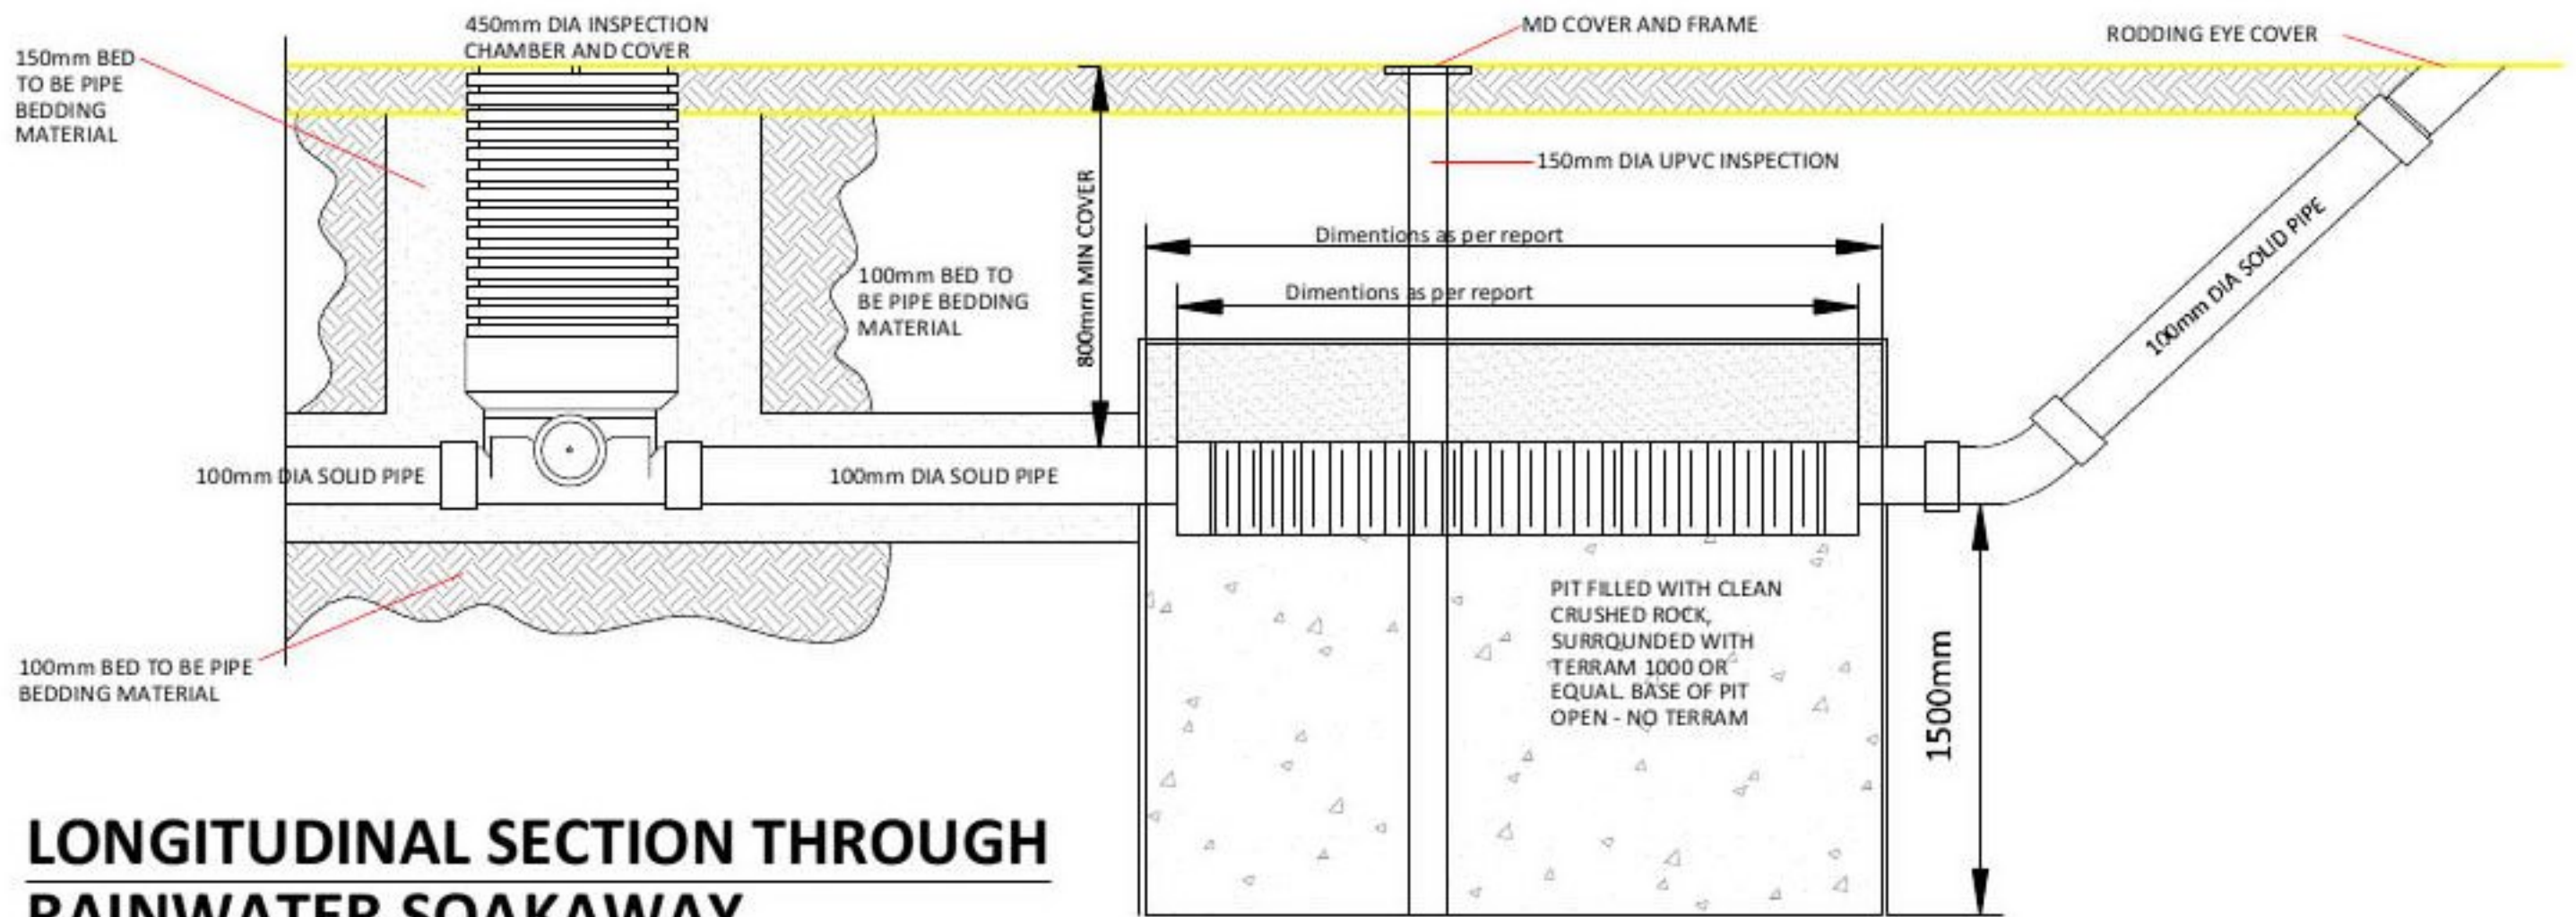 450mm DIA INSPECTION
CHAMBER AND COVER
MD COVER AND FRAME
RODDING EYE COVER
150mm BED
TO BE PIPE
BEDDING
MATERIAL
150mm DIA UPVC INSPECTION
800mm MIN COVER
Dimentions as per report
Dimentions as per report
100mm BED TO
BE PIPE BEDDING
MATERIAL
100mm DIA SOLID PIPE
100mm DIA SOLID PIPE
100mm DIA SOLID PIPE
PIT FILLED WITH CLEAN
CRUSHED ROCK,
SURROUNDED WITH
TERRAM 1000 OR
EQUAL. BASE OF PIT
OPEN - NO TERRAM
1500mm
100mm BED TO BE PIPE
BEDDING MATERIAL
LONGITUDINAL SECTION THROUGH
RAINWATER SOAKAWAY